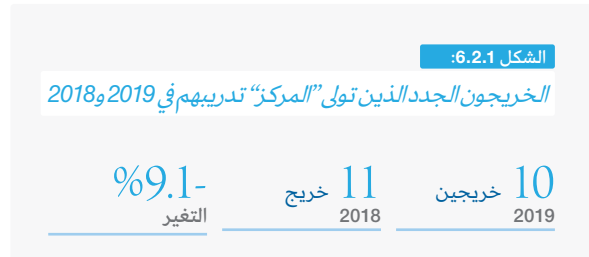 الشكل 6.2.1:
الخريجون الجدد الذين تولى ”المركز“ تدريبهم في 2019 و2018
10 خريجين
2019
11 خريج
2018
%9.1-
التغير